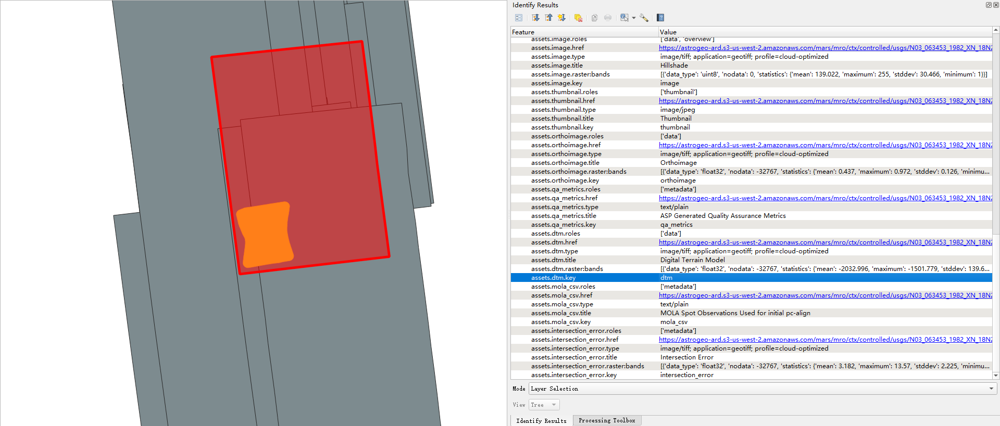 Identify Results
Feature Value
assets.image.roles ['data', 'overview']
assets.image.href https://astrogeo-ard.s3-us-west-2.amazonaws.com/mars/mro/ctx/controlled/usgs/N03_063453_1982_XN_18N2
assets.image.type image/tiff; application=geotiff; profile=cloud-optimized
assets.image.title Hillshade
assets.image.raster:bands [{'data_type': 'uint8', 'nodata': 0, 'statistics': {'mean': 139.022, 'maximum': 255, 'stddev': 30.466, 'minimum': 1}}]
assets.image.key image
assets.thumbnail.roles ['thumbnail']
assets.thumbnail.href https://astrogeo-ard.s3-us-west-2.amazonaws.com/mars/mro/ctx/controlled/usgs/N03_063453_1982_XN_18N2
assets.thumbnail.type image/jpeg
assets.thumbnail.title Thumbnail
assets.thumbnail.key thumbnail
assets.orthoimage.roles ['data']
assets.orthoimage.href https://astrogeo-ard.s3-us-west-2.amazonaws.com/mars/mro/ctx/controlled/usgs/N03_063453_1982_XN_18N2
assets.orthoimage.type image/tiff; application=geotiff; profile=cloud-optimized
assets.orthoimage.title Orthoimage
assets.orthoimage.raster:bands [{'data_type': 'float32', 'nodata': -32767, 'statistics': {'mean': 0.437, 'maximum': 0.972, 'stddev': 0.126, 'minimu...
assets.orthoimage.key orthoimage
assets.qa_metrics.roles ['metadata']
assets.qa_metrics.href https://astrogeo-ard.s3-us-west-2.amazonaws.com/mars/mro/ctx/controlled/usgs/N03_063453_1982_XN_18N2
assets.qa_metrics.type text/plain
assets.qa_metrics.title ASP Generated Quality Assurance Metrics
assets.qa_metrics.key qa_metrics
assets.dtm.roles ['data']
assets.dtm.href https://astrogeo-ard.s3-us-west-2.amazonaws.com/mars/mro/ctx/controlled/usgs/N03_063453_1982_XN_18N2
assets.dtm.type image/tiff; application=geotiff; profile=cloud-optimized
assets.dtm.title Digital Terrain Model
assets.dtm.raster:bands [{'data_type': 'float32', 'nodata': -32767, 'statistics': {'mean': -2032.996, 'maximum': -1501.779, 'stddev': 139.6...
assets.dtm.key dtm
assets.mola_csv.roles ['metadata']
assets.mola_csv.href https://astrogeo-ard.s3-us-west-2.amazonaws.com/mars/mro/ctx/controlled/usgs/N03_063453_1982_XN_18N2
assets.mola_csv.type text/plain
assets.mola_csv.title MOLA Spot Observations Used for initial pc-align
assets.mola_csv.key mola_csv
assets.intersection_error.roles ['metadata']
assets.intersection_error.href https://astrogeo-ard.s3-us-west-2.amazonaws.com/mars/mro/ctx/controlled/usgs/N03_063453_1982_XN_18N2
assets.intersection_error.type image/tiff; application=geotiff; profile=cloud-optimized
assets.intersection_error.title Intersection Error
assets.intersection_error.raster:bands [{'data_type': 'float32', 'nodata': -32767, 'statistics': {'mean': 3.182, 'maximum': 13.57, 'stddev': 2.225, 'minimu...
assets.intersection_error.key intersection_error
Mode Layer Selection
View Tree
Identify Results Processing Toolbox